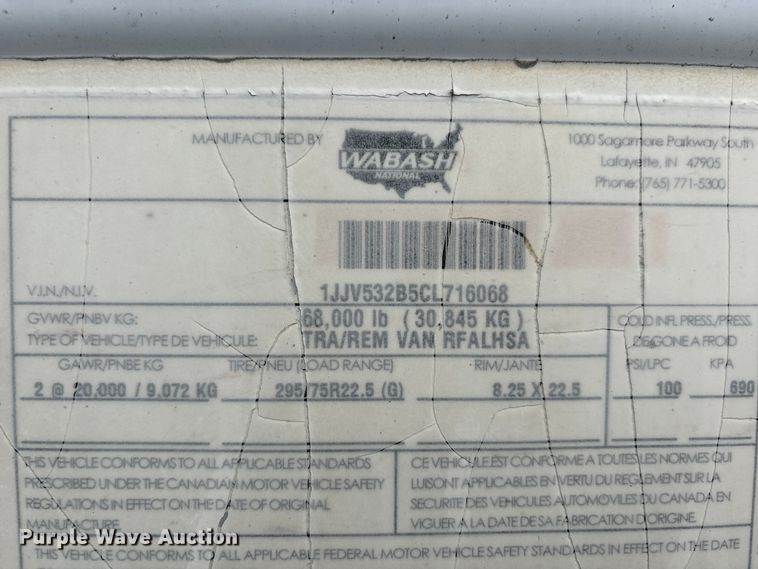 MANUFACTURED BY
WABASH
NATIONAL
1000 Sagamore Parkway South
Lafayette, IN 47905
Phone: (765) 771-5300
V.I.N./N.I.V.
1JJV532B5CL716068
GVWR/PNBV KG: 68,000 lb ( 30,845 KG )
TYPE OF VEHICLE/TYPE DE VEHICULE: TRA/REM VAN RFALHSA
COLD INFL. PRESS./PRESS.
DE GONE A FROID
GAWR/PNBE KG TIRE/PNEU (LOAD RANGE) RIM/JANTE PSI/LPC KPA
2 @ 20,000 / 9,072 KG 295/75R22.5 (G) 8.25 X 22.5 100 690
THIS VEHICLE CONFORMS TO ALL APPLICABLE STANDARDS
PRESCRIBED UNDER THE CANADIAN MOTOR VEHICLE SAFETY
REGULATIONS IN EFFECT ON THE DATE OF ORIGINAL
MANUFACTURE
CE VEHICULE EST CONFORME A TOUTES LES NORMES QUI
LUI SONT APPLICABLES EN VERTU DU REGLEMENT SUR LA
SECURITE DES VEHICULES AUTOMOVILES DU CANADA EN
VIGUER A LA DATE DE SA FABRICATION D'ORIGINE
THIS VEHICLE CONFORMS TO ALL APPLICABLE FEDERAL MOTOR VEHICLE SAFETY STANDARDS IN EFFECT ON THE DATE
Purple Wave Auction